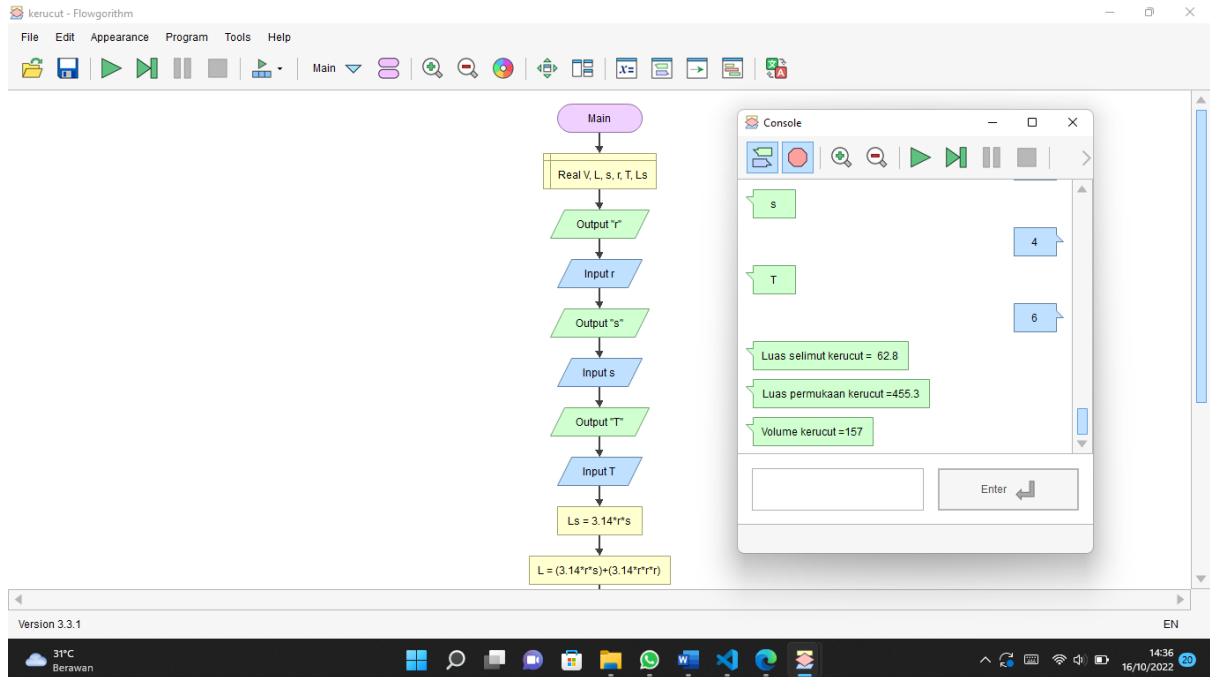 kerucut - Flowgorithm
File Edit Appearance Program Tools Help
Main
Main
Real V, L, s, r, T, Ls
Output "r"
Input r
Output "s"
Input s
Output "T"
Input T
Ls = 3.14*r*s
L = (3.14*r*s)+(3.14*r*r*r)
Console
s
4
T
6
Luas selimut kerucut = 62.8
Luas permukaan kerucut =455.3
Volume kerucut =157
Enter
Version 3.3.1
EN
31°C
Berawan
14:36
16/10/2022
20